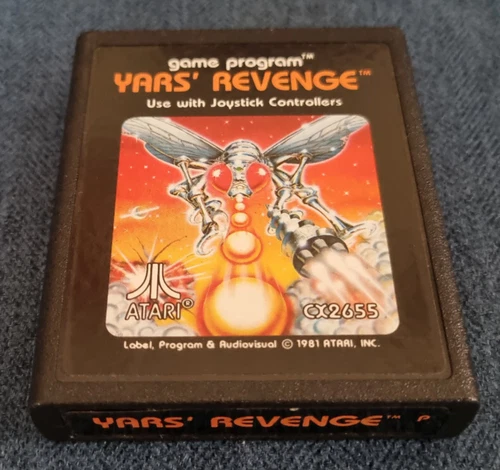 game program™
YARS' REVENGE™
Use with Joystick Controllers
ATARI®
CX2655
Label, Program & Audiovisual © 1981 ATARI, INC.
YARS' REVENGE™ P